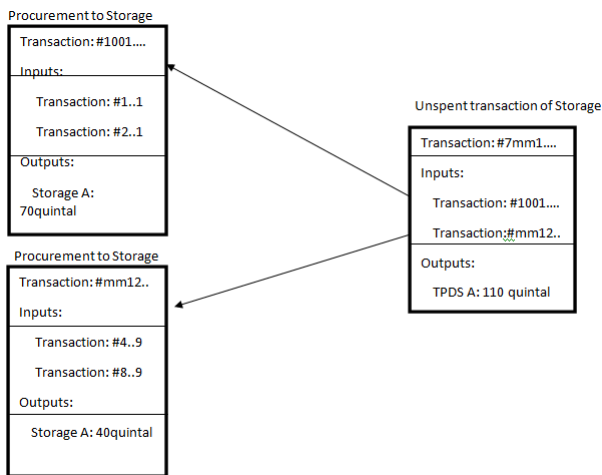 Procurement to Storage
Transaction: #1001....
Inputs:
Transaction: #1..1
Transaction: #2..1
Outputs:
Storage A:
70quintal
Procurement to Storage
Transaction: #mm12..
Inputs:
Transaction: #4..9
Transaction: #8..9
Outputs:
Storage A: 40quintal
Unspent transaction of Storage
Transaction: #7mm1....
Inputs:
Transaction: #1001....
Transaction:#mm12..
Outputs:
TPDS A: 110 quintal